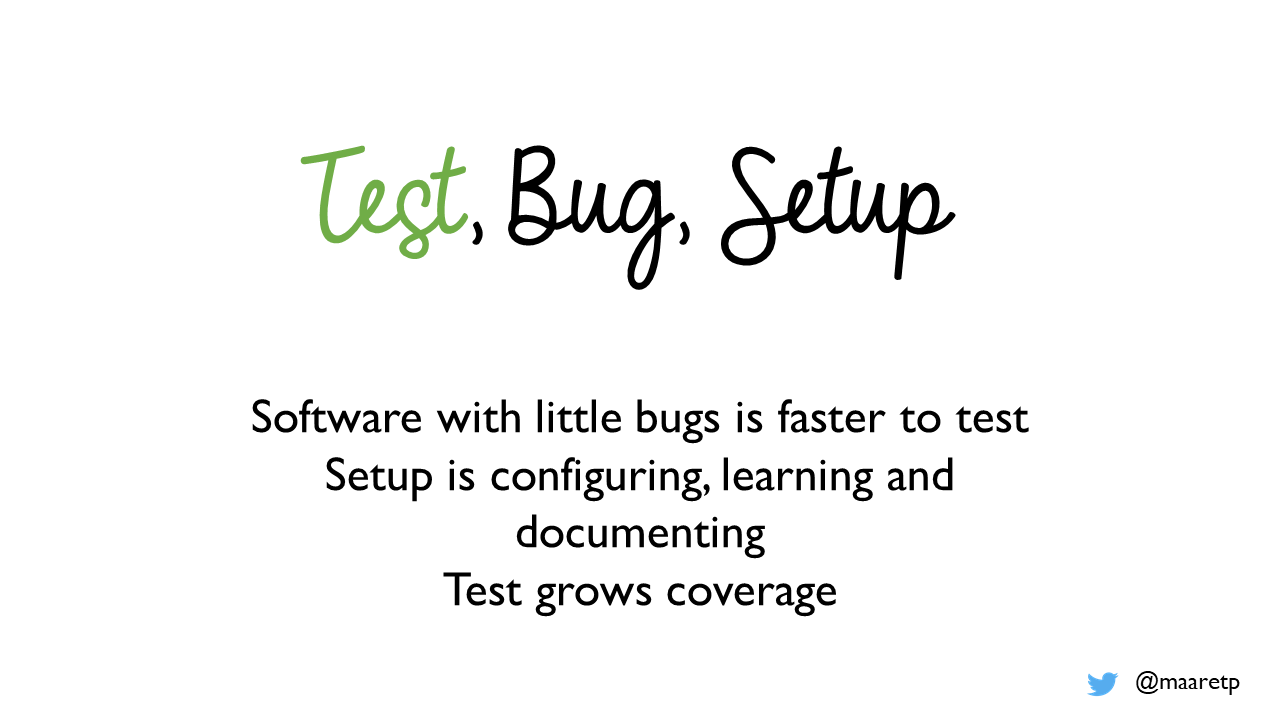 Test, Bug, Setup
Software with little bugs is faster to test
Setup is configuring, learning and
documenting
Test grows coverage
@maaretp